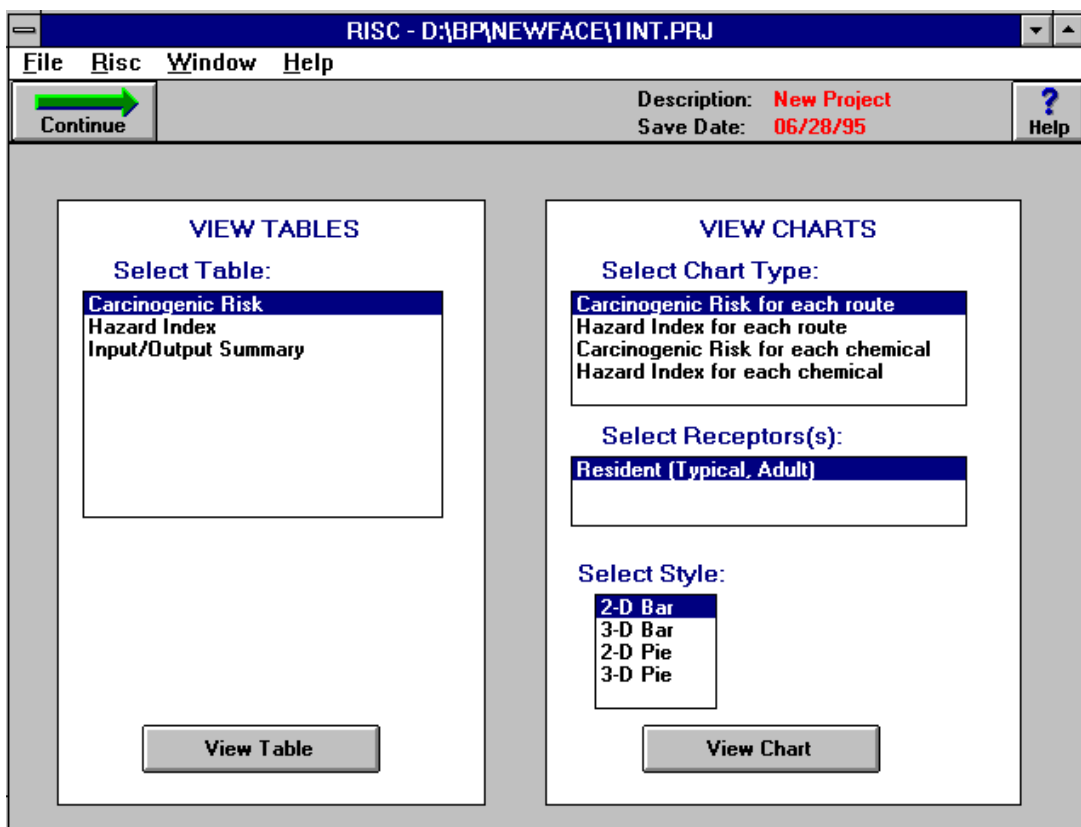 RISC - D:\BP\NEWFACE\1INT.PRJ
File Risc Window Help
Continue
Description: New Project
Save Date: 06/28/95
? Help
VIEW TABLES
Select Table:
Carcinogenic Risk
Hazard Index
Input/Output Summary
View Table
VIEW CHARTS
Select Chart Type:
Carcinogenic Risk for each route
Hazard Index for each route
Carcinogenic Risk for each chemical
Hazard Index for each chemical
Select Receptors(s):
Resident (Typical, Adult)
Select Style:
2-D Bar
3-D Bar
2-D Pie
3-D Pie
View Chart